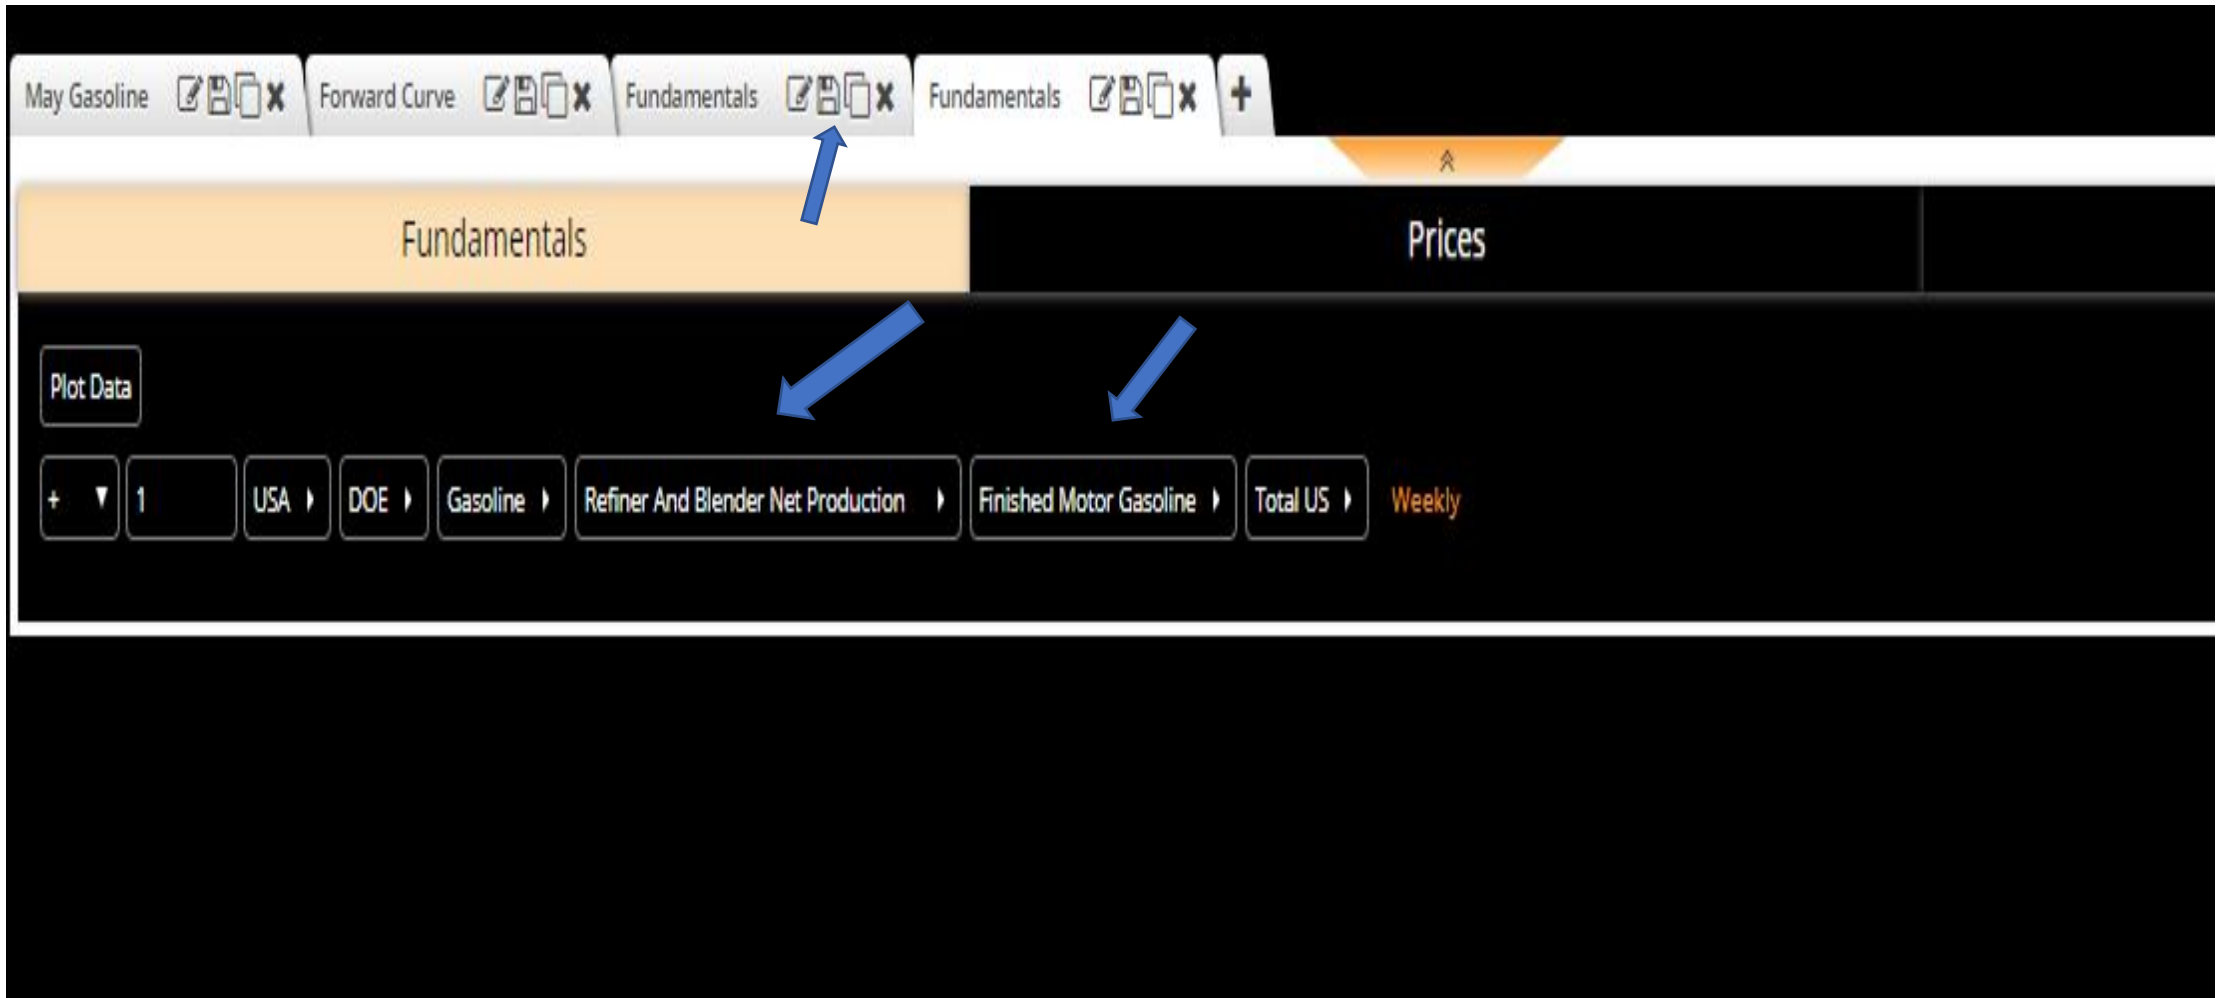 May Gasoline Forward Curve Fundamentals Fundamentals +
Fundamentals Prices
Plot Data
+ 1 USA DOE Gasoline Refiner And Blender Net Production Finished Motor Gasoline Total US Weekly